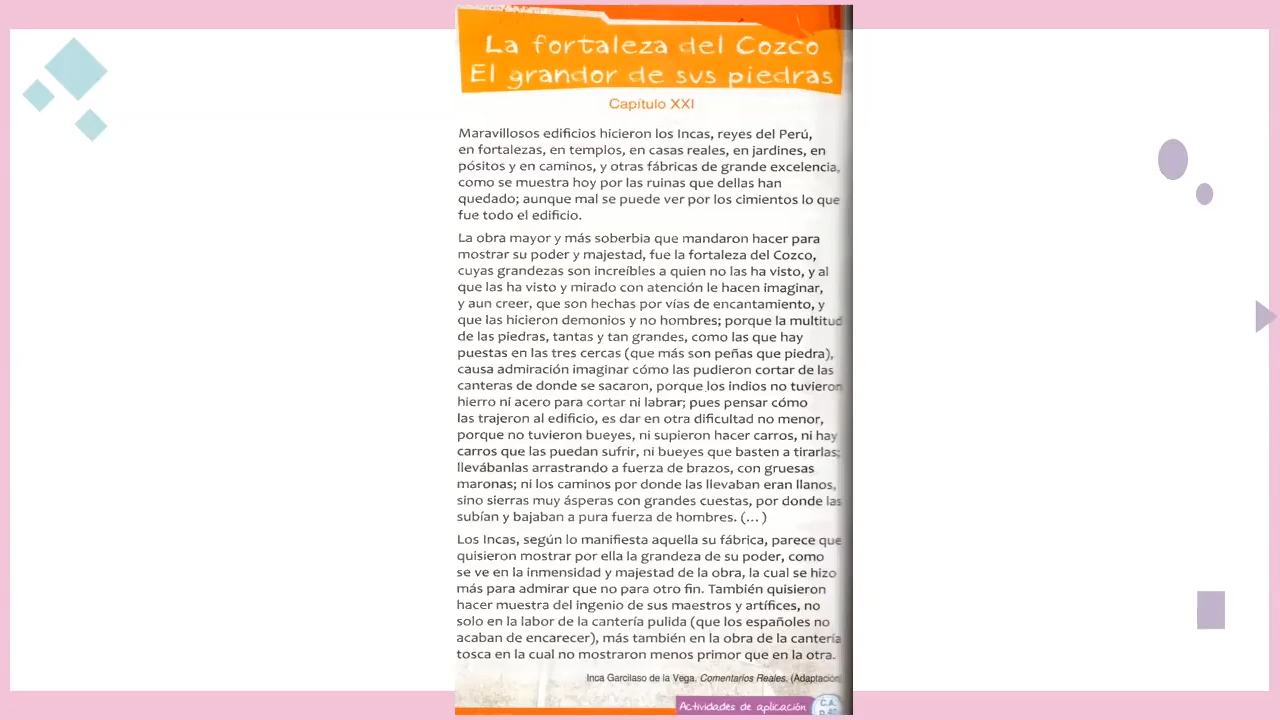 La fortaleza del Cozco
El grandor de sus piedras
Capítulo XXI
Maravillosos edificios hicieron los Incas, reyes del Perú,
en fortalezas, en templos, en casas reales, en jardines, en
pósitos y en caminos, y otras fábricas de grande excelencia,
como se muestra hoy por las ruinas que dellas han
quedado; aunque mal se puede ver por los cimientos lo que
fue todo el edificio.
La obra mayor y más soberbia que mandaron hacer para
mostrar su poder y majestad, fue la fortaleza del Cozco,
cuyas grandezas son increíbles a quien no las ha visto, y al
que las ha visto y mirado con atención le hacen imaginar,
y aun creer, que son hechas por vías de encantamiento, y
que las hicieron demonios y no hombres; porque la multitud
de las piedras, tantas y tan grandes, como las que hay
puestas en las tres cercas (que más son peñas que piedra),
causa admiración imaginar cómo las pudieron cortar de las
canteras de donde se sacaron, porque los indios no tuvieron
hierro ni acero para cortar ni labrar; pues pensar cómo
las trajeron al edificio, es dar en otra dificultad no menor,
porque no tuvieron bueyes, ni supieron hacer carros, ni hay
carros que las puedan sufrir, ni bueyes que basten a tirarlas;
llevábanlas arrastrando a fuerza de brazos, con gruesas
maronas; ni los caminos por donde las llevaban eran llanos,
sino sierras muy ásperas con grandes cuestas, por donde las
subían y bajaban a pura fuerza de hombres. (... )
Los Incas, según lo manifiesta aquella su fábrica, parece que
quisieron mostrar por ella la grandeza de su poder, como
se ve en la inmensidad y majestad de la obra, la cual se hizo
más para admirar que no para otro fin. También quisieron
hacer muestra del ingenio de sus maestros y artífices, no
solo en la labor de la cantería pulida (que los españoles no
acaban de encarecer), más también en la obra de la cantería
tosca en la cual no mostraron menos primor que en la otra.
Inca Garcilaso de la Vega. Comentarios Reales. (Adaptación
Actividades de aplicación
C.A.